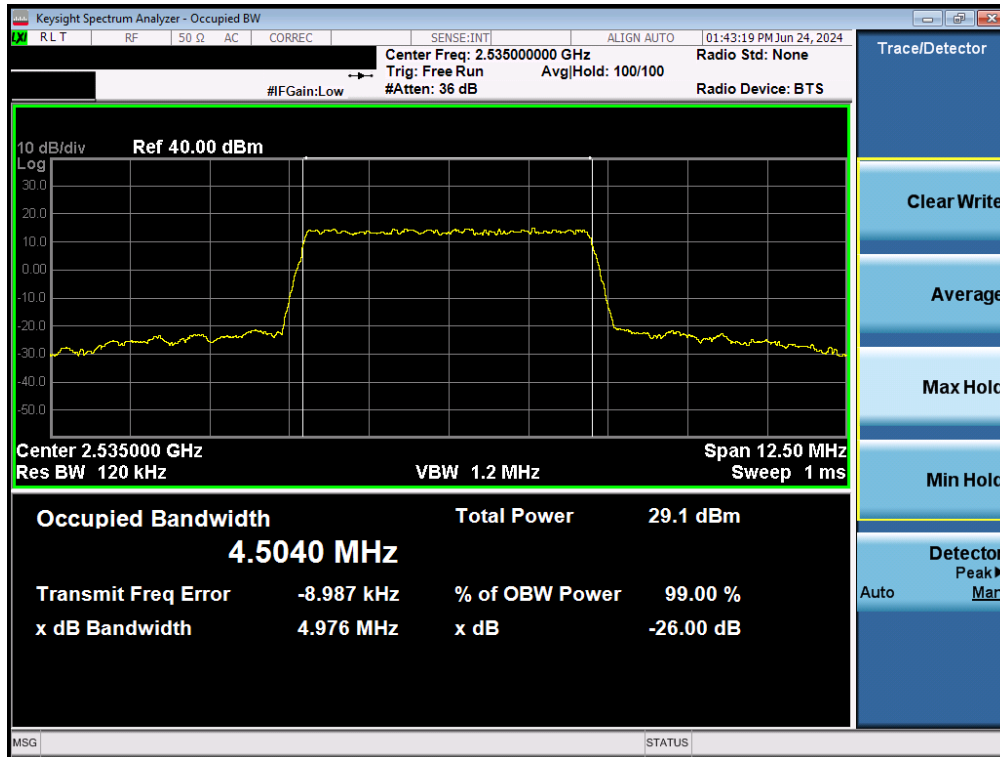 Keysight Spectrum Analyzer - Occupied BW
LXI RLT RF 50 Ω AC CORREC SENSE:INT ALIGN AUTO 01:43:19 PM Jun 24, 2024
Center Freq: 2.535000000 GHz Radio Std: None
Trig: Free Run Avg|Hold: 100/100
#IFGain:Low #Atten: 36 dB Radio Device: BTS
Trace/Detector
10 dB/div Ref 40.00 dBm
Log
30.0
20.0
10.0
0.00
-10.0
-20.0
-30.0
-40.0
-50.0
Center 2.535000 GHz Span 12.50 MHz
Res BW 120 kHz VBW 1.2 MHz Sweep 1 ms
Occupied Bandwidth Total Power 29.1 dBm
4.5040 MHz
Transmit Freq Error -8.987 kHz % of OBW Power 99.00 %
x dB Bandwidth 4.976 MHz x dB -26.00 dB
Clear Write
Average
Max Hold
Min Hold
Detector
Peak
Auto Man
MSG STATUS